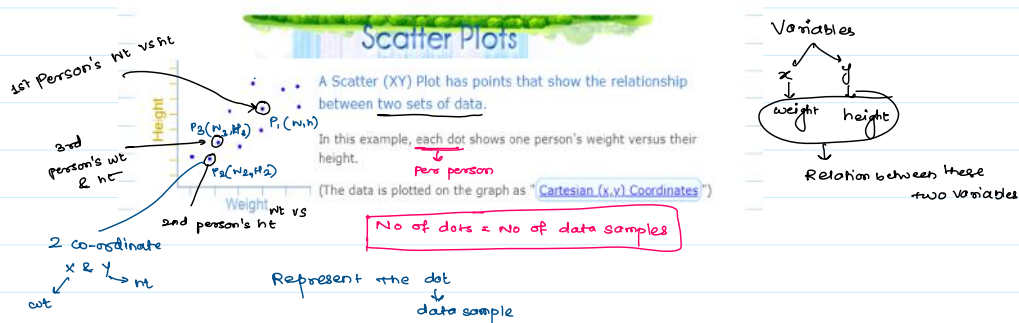 Scatter Plots
A Scatter (XY) Plot has points that show the relationship
between two sets of data.
In this example, each dot shows one person's weight versus their
height.
Per person
(The data is plotted on the graph as "Cartesian (x,y) Coordinates")
No of dots = No of data samples
1st Person's wt vs ht
Height
P1(w,h)
P3(W3,H3)
P2(W2,H2)
3rd
person's wt
& ht
Weight
2nd person's ht wt vs
2 co-ordinate
X & Y
wt
ht
Represent the dot
data sample
Variables
x
y
weight
height
Relation between these
two variables